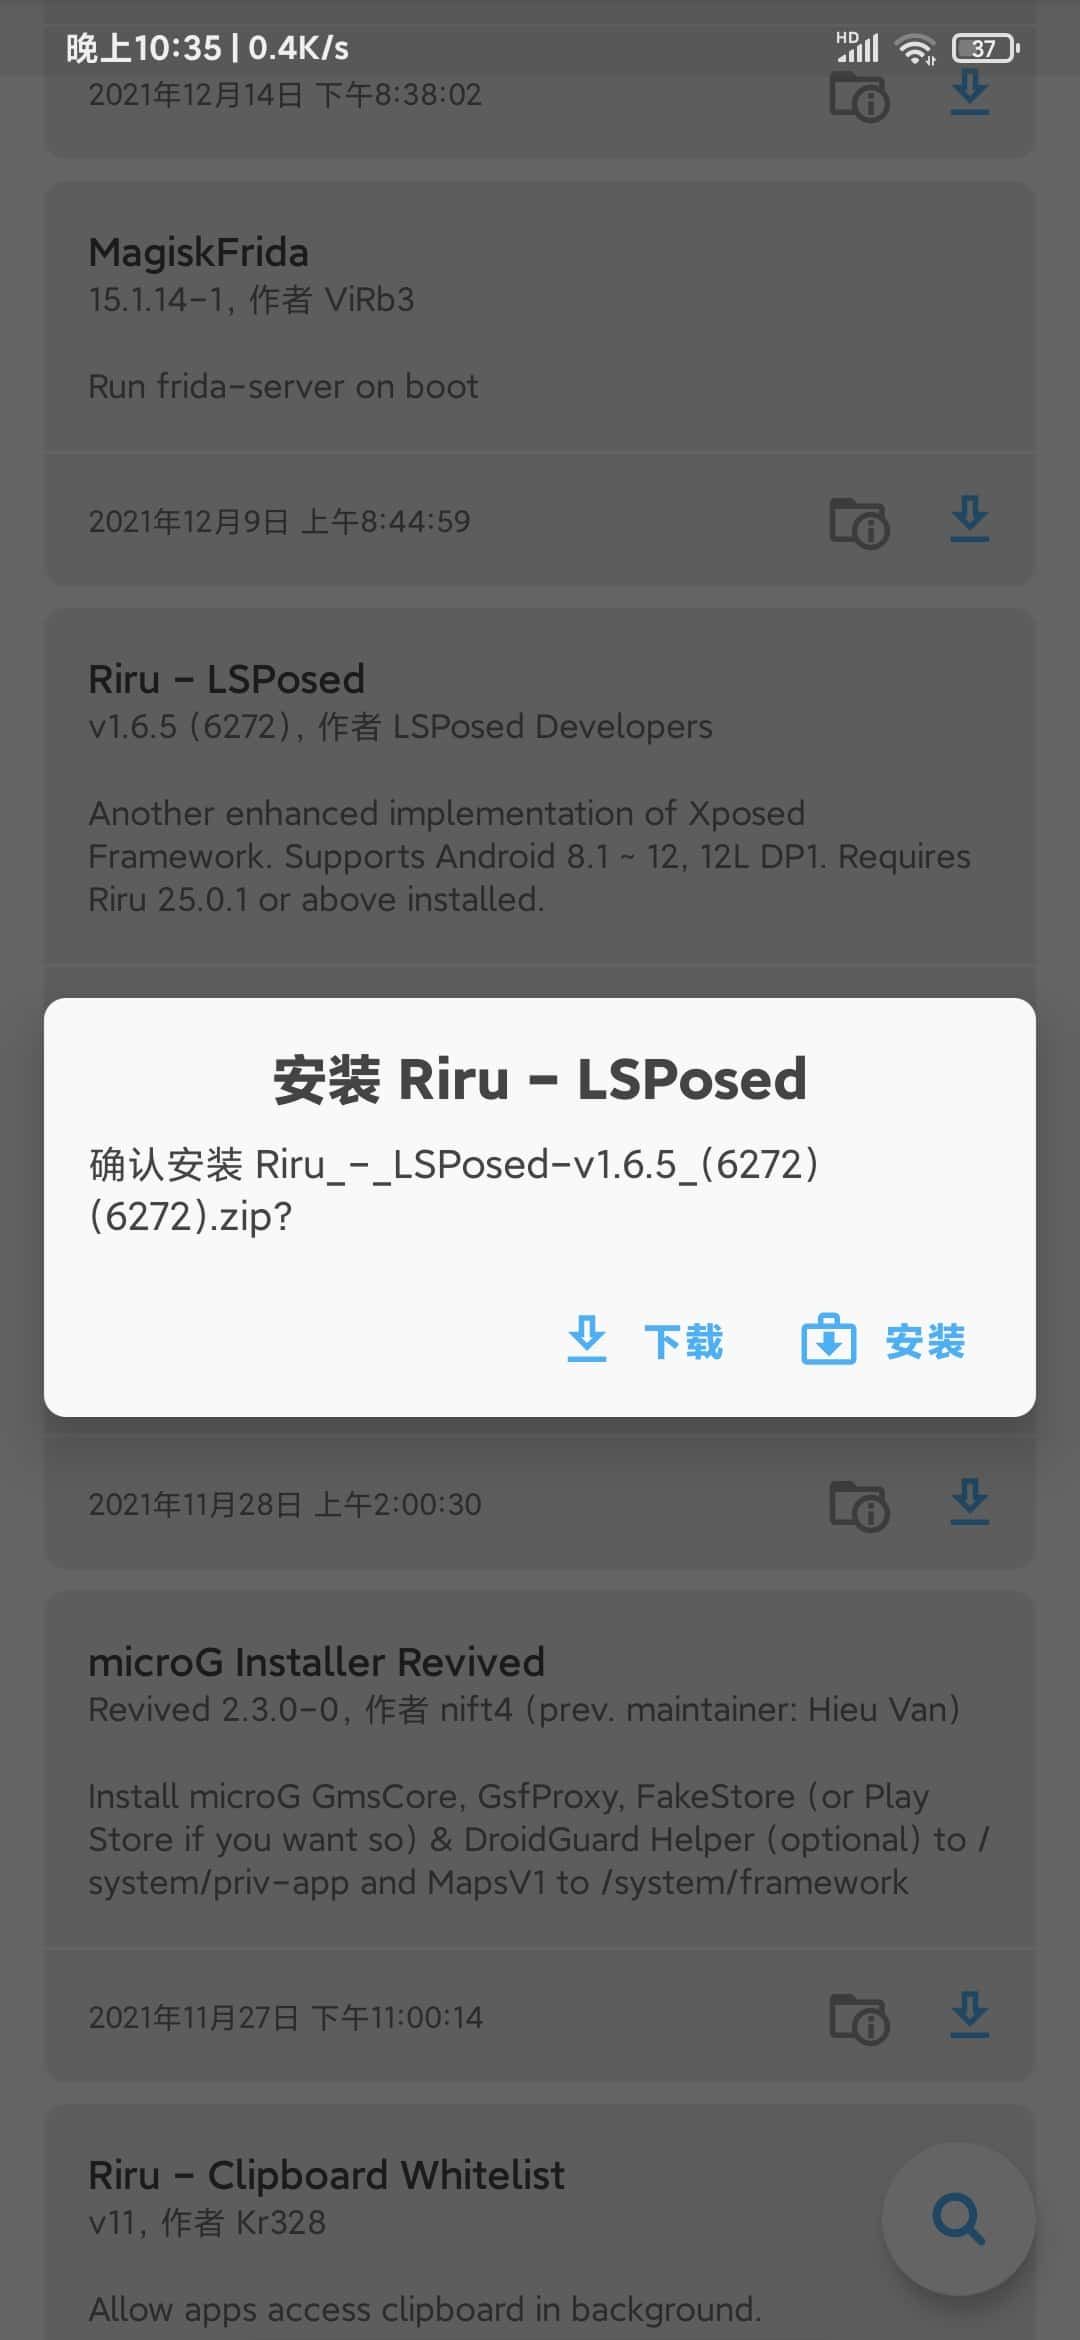 晚上10:35 | 0.4K/s
HD
37
2021年12月14日 下午8:38:02
MagiskFrida
15.1.14-1, 作者 ViRb3
Run frida-server on boot
2021年12月9日 上午8:44:59
Riru - LSPosed
v1.6.5 (6272), 作者 LSPosed Developers
Another enhanced implementation of Xposed
Framework. Supports Android 8.1 ~ 12, 12L DP1. Requires
Riru 25.0.1 or above installed.
安装 Riru - LSPosed
确认安装 Riru_-_LSPosed-v1.6.5_(6272)
(6272).zip?
下载 安装
2021年11月28日 上午2:00:30
microG Installer Revived
Revived 2.3.0-0, 作者 nift4 (prev. maintainer: Hieu Van)
Install microG GmsCore, GsfProxy, FakeStore (or Play
Store if you want so) & DroidGuard Helper (optional) to /
system/priv-app and MapsV1 to /system/framework
2021年11月27日 下午11:00:14
Riru - Clipboard Whitelist
v11, 作者 Kr328
Allow apps access clipboard in background.